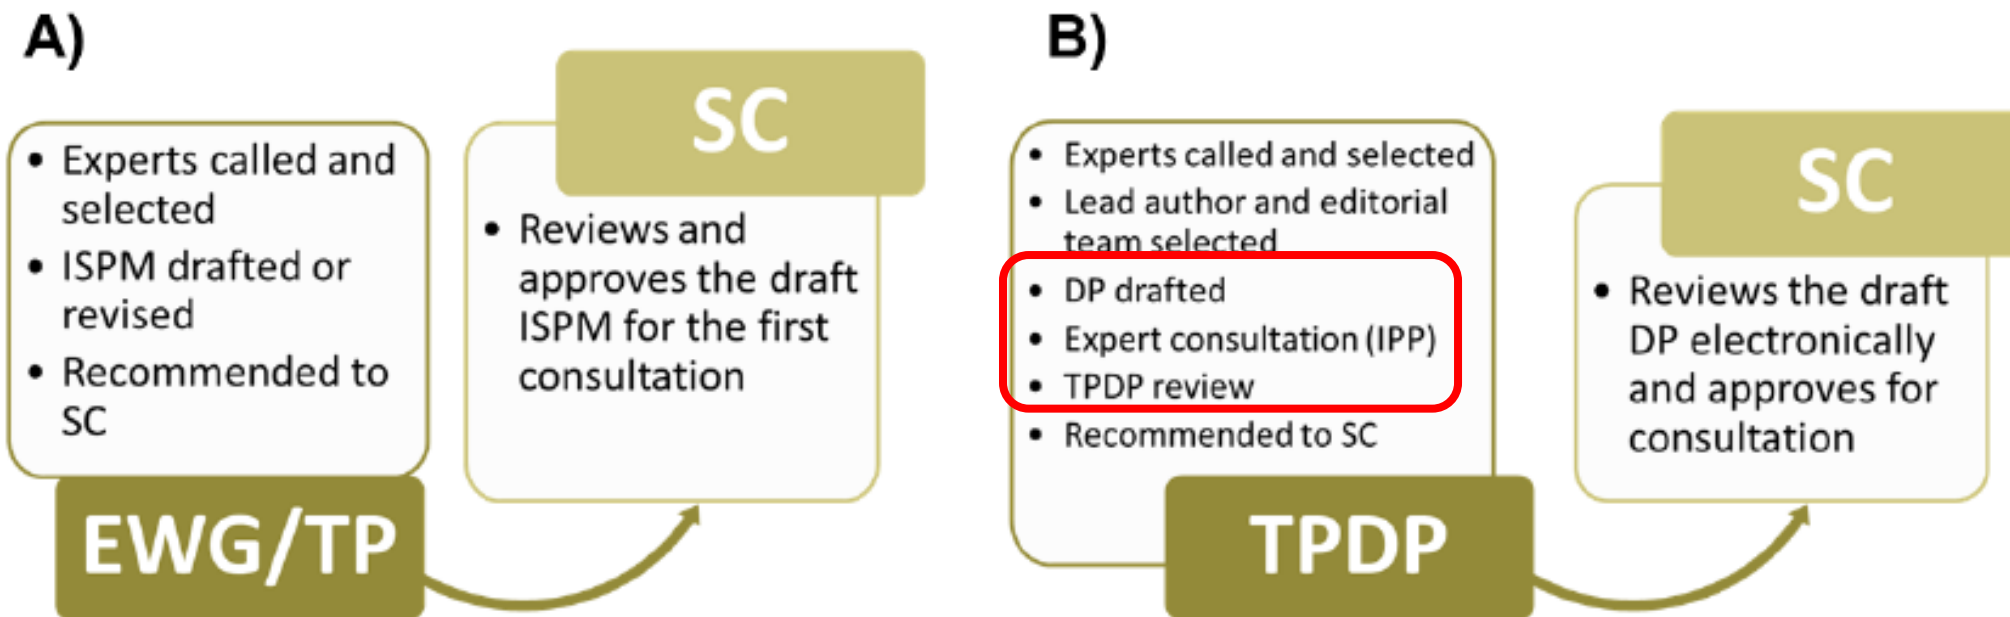 A)
• Experts called and
selected
• ISPM drafted or
revised
• Recommended to
SC
EWG/TP
SC
• Reviews and
approves the draft
ISPM for the first
consultation
B)
• Experts called and selected
• Lead author and editorial
team selected
• DP drafted
• Expert consultation (IPP)
• TPDP review
• Recommended to SC
TPDP
SC
• Reviews the draft
DP electronically
and approves for
consultation